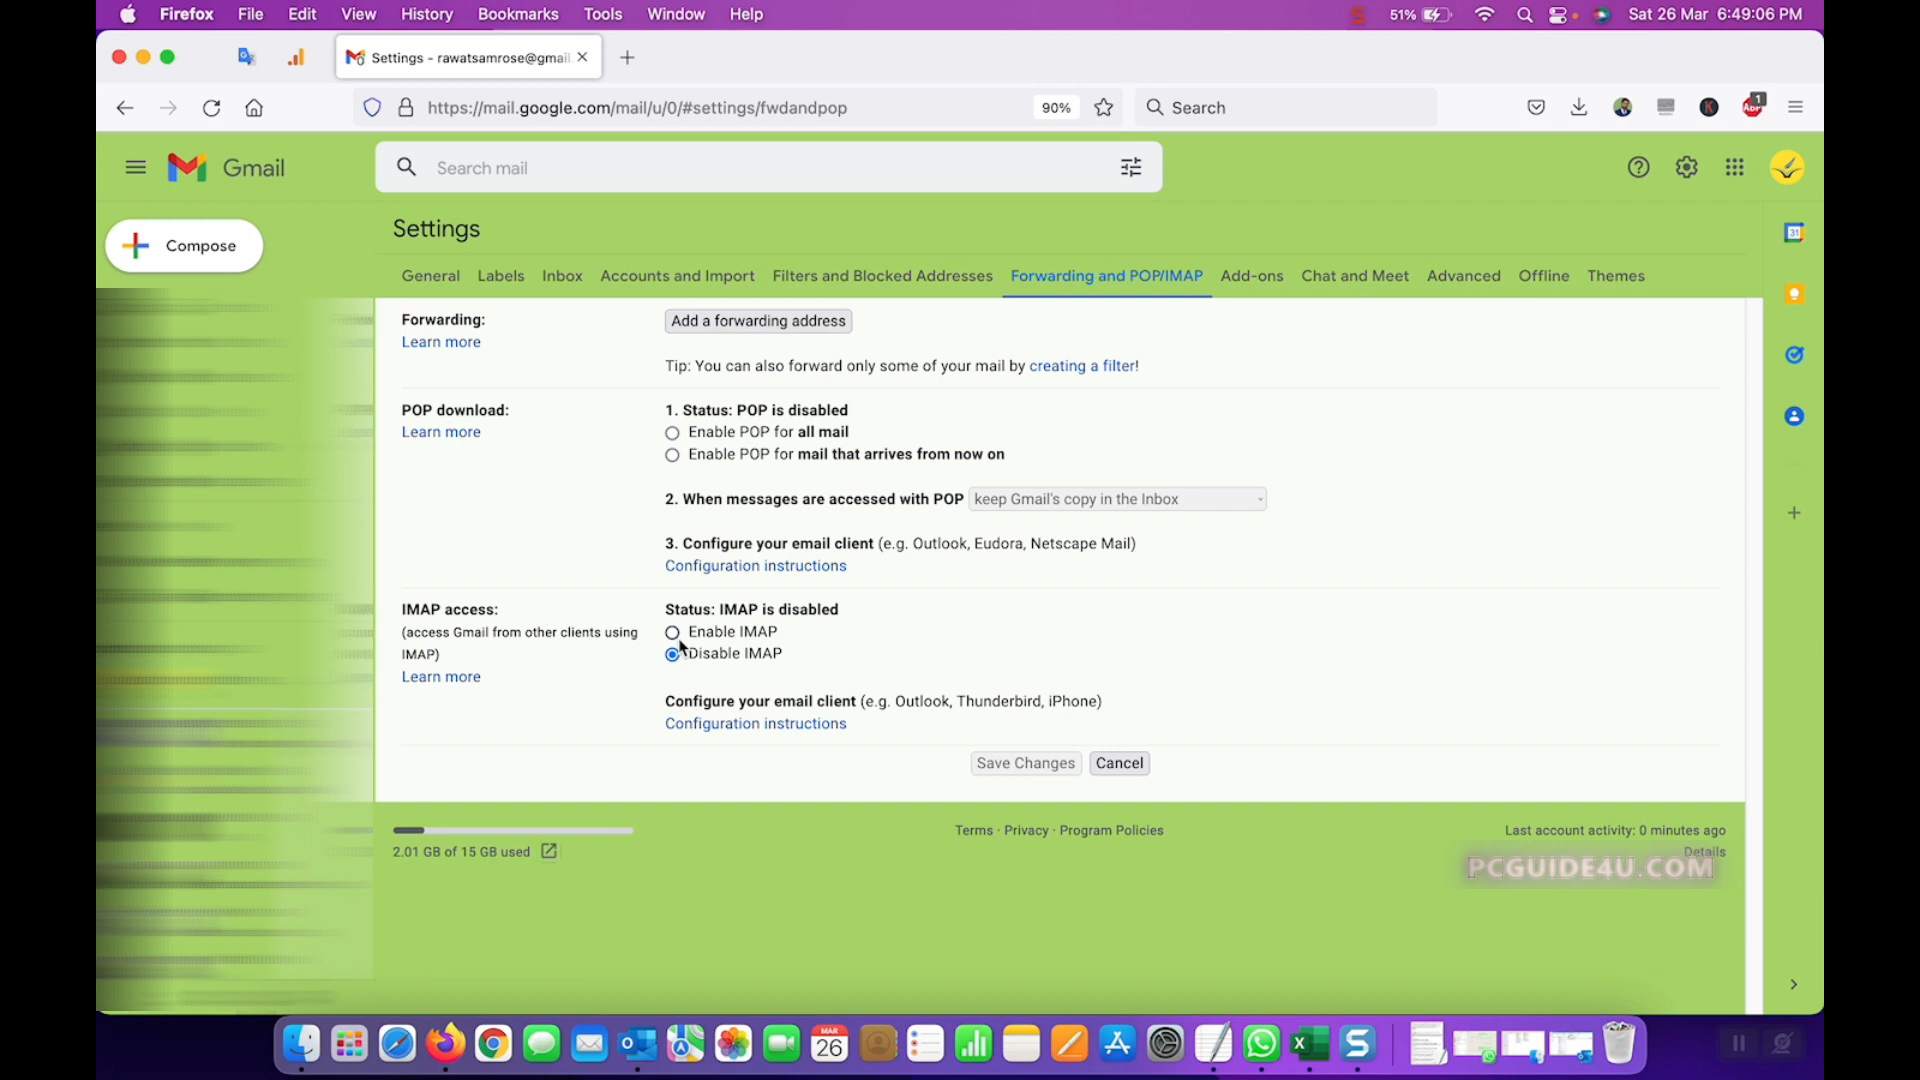 Firefox File Edit View History Bookmarks Tools Window Help 51% Sat 26 Mar 6:49:06 PM
Settings - rawatsamrose@gmail.
https://mail.google.com/mail/u/0/#settings/fwdandpop 90% Search
Gmail Search mail
Compose
Settings
General Labels Inbox Accounts and Import Filters and Blocked Addresses Forwarding and POP/IMAP Add-ons Chat and Meet Advanced Offline Themes
Forwarding: Add a forwarding address
Learn more
Tip: You can also forward only some of your mail by creating a filter!
POP download: 1. Status: POP is disabled
Learn more Enable POP for all mail
Enable POP for mail that arrives from now on
2. When messages are accessed with POP keep Gmail's copy in the Inbox
3. Configure your email client (e.g. Outlook, Eudora, Netscape Mail)
Configuration instructions
IMAP access: Status: IMAP is disabled
(access Gmail from other clients using Enable IMAP
IMAP) Disable IMAP
Learn more
Configure your email client (e.g. Outlook, Thunderbird, iPhone)
Configuration instructions
Save Changes Cancel
Terms · Privacy · Program Policies Last account activity: 0 minutes ago
2.01 GB of 15 GB used Details
PCGUIDE4U.COM
MAR
26